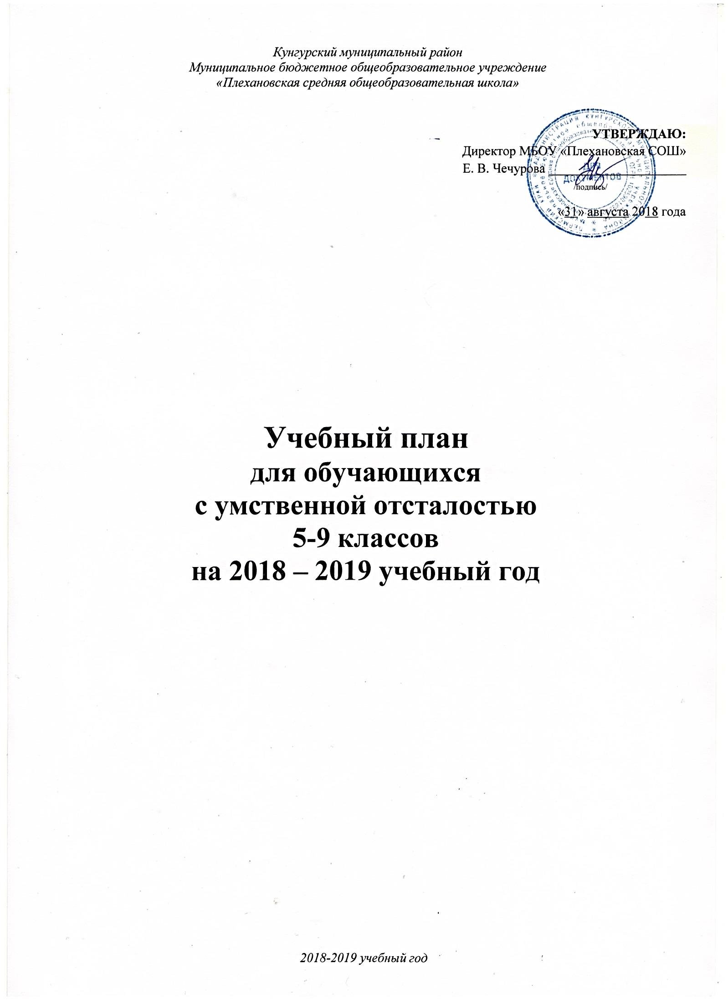 Кунгурский муниципальный район
Муниципальное бюджетное общеобразовательное учреждение
«Плехановская средняя общеобразовательная школа»
УТВЕРЖДАЮ:
Директор МБОУ «Плехановская СОШ»
Е. В. Чечурова
/подпись/
«31» августа 2018 года
ДЛЯ
ДОКУМЕНТОВ
Учебный план
для обучающихся
с умственной отсталостью
5-9 классов
на 2018 – 2019 учебный год
2018-2019 учебный год